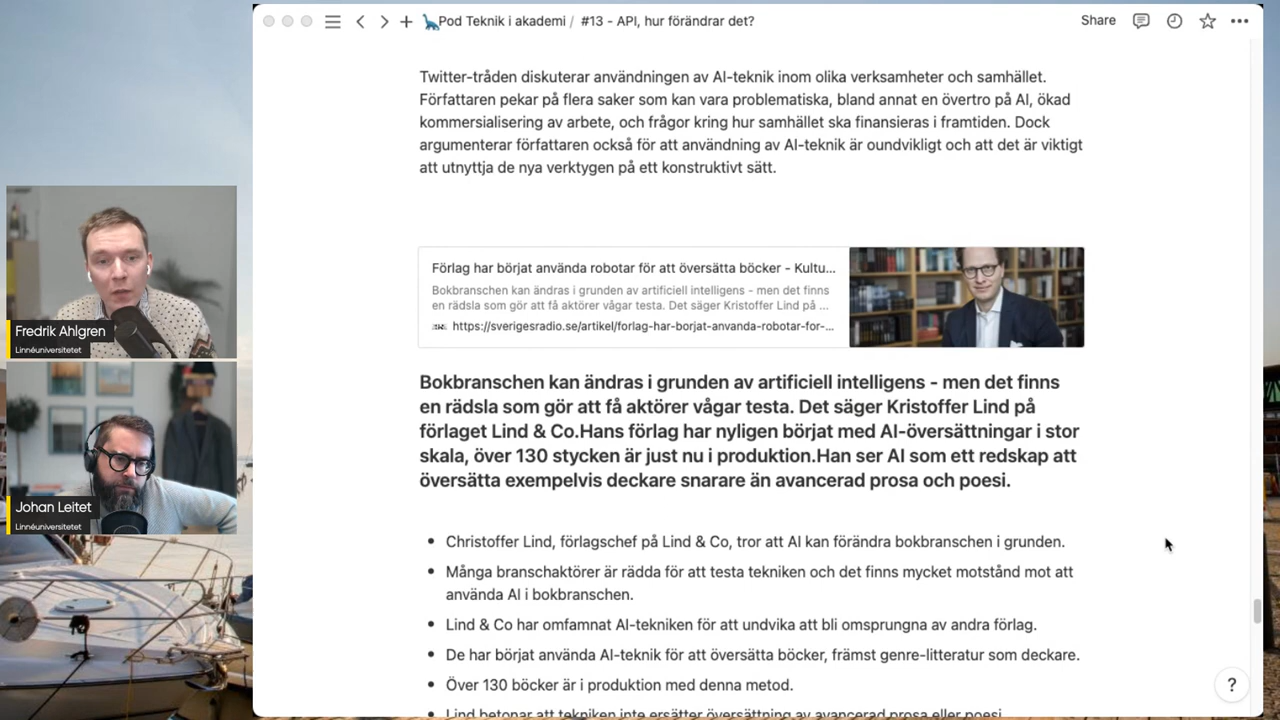 Pod Teknik i akademi / #13 - API, hur förändrar det?
Share
Twitter-tråden diskuterar användningen av AI-teknik inom olika verksamheter och samhället.
Författaren pekar på flera saker som kan vara problematiska, bland annat en övertro på AI, ökad
kommersialisering av arbete, och frågor kring hur samhället ska finansieras i framtiden. Dock
argumenterar författaren också för att användning av AI-teknik är oundvikligt och att det är viktigt
att utnyttja de nya verktygen på ett konstruktivt sätt.
Förlag har börjat använda robotar för att översätta böcker - Kultu...
Bokbranschen kan ändras i grunden av artificiell intelligens - men det finns
en rädsla som gör att få aktörer vågar testa. Det säger Kristoffer Lind på ...
https://sverigesradio.se/artikel/forlag-har-borjat-anvanda-robotar-for-...
Bokbranschen kan ändras i grunden av artificiell intelligens - men det finns
en rädsla som gör att få aktörer vågar testa. Det säger Kristoffer Lind på
förlaget Lind & Co.Hans förlag har nyligen börjat med AI-översättningar i stor
skala, över 130 stycken är just nu i produktion.Han ser AI som ett redskap att
översätta exempelvis deckare snarare än avancerad prosa och poesi.
• Christoffer Lind, förlagschef på Lind & Co, tror att AI kan förändra bokbranschen i grunden.
• Många branschaktörer är rädda för att testa tekniken och det finns mycket motstånd mot att
använda AI i bokbranschen.
• Lind & Co har omfamnat AI-tekniken för att undvika att bli omsprungna av andra förlag.
• De har börjat använda AI-teknik för att översätta böcker, främst genre-litteratur som deckare.
• Över 130 böcker är i produktion med denna metod.
Lind betonar att tekniken inte ersätter översättning av avancerad prosa eller poesi
?
Fredrik Ahlgren
Linnéuniversitetet
Johan Leitet
Linnéuniversitetet